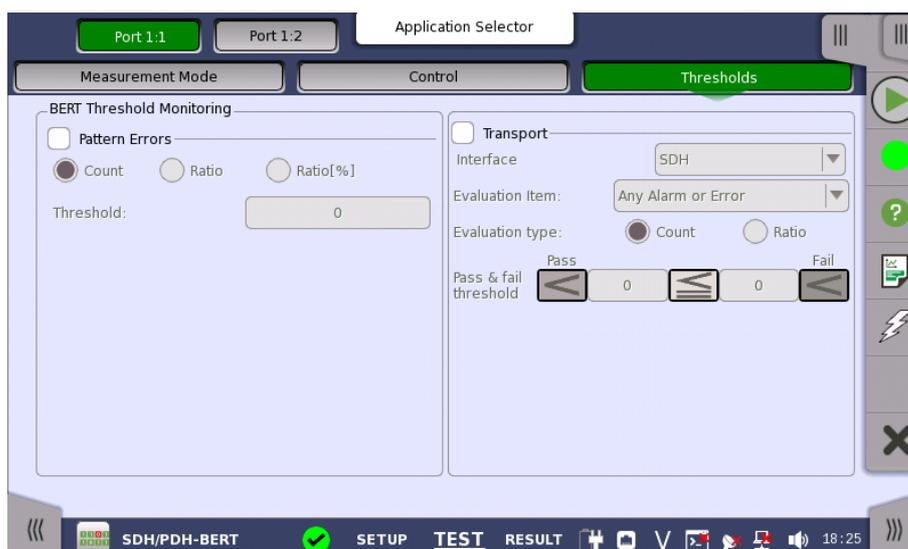 Port 1:1
Port 1:2
Application Selector
Measurement Mode
Control
Thresholds
BERT Threshold Monitoring
Pattern Errors
Count
Ratio
Ratio[%]
Threshold:
0
Transport
Interface
SDH
Evaluation Item:
Any Alarm or Error
Evaluation type:
Count
Ratio
Pass
Fail
Pass & fail
threshold
<
0
≦
0
<
SDH/PDH-BERT
SETUP
TEST
RESULT
V
18:25